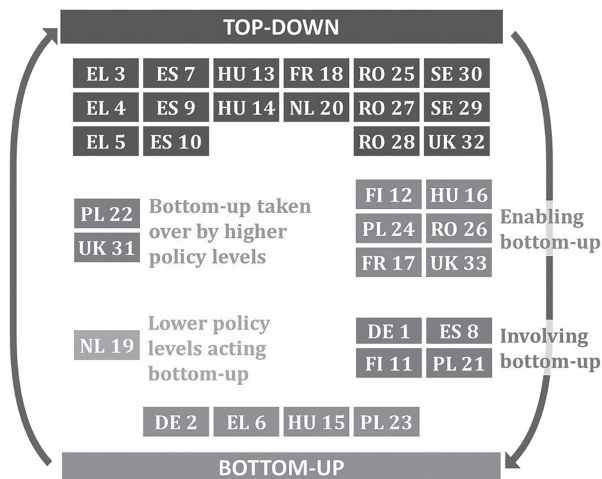 TOP-DOWN
EL 3 ES 7 HU 13 FR 18 RO 25 SE 30
EL 4 ES 9 HU 14 NL 20 RO 27 SE 29
EL 5 ES 10 RO 28 UK 32
PL 22
UK 31
Bottom-up taken
over by higher
policy levels
FI 12 HU 16
PL 24 RO 26
FR 17 UK 33
Enabling
bottom-up
NL 19
Lower policy
levels acting
bottom-up
DE 1 ES 8
FI 11 PL 21
Involving
bottom-up
DE 2 EL 6 HU 15 PL 23
BOTTOM-UP